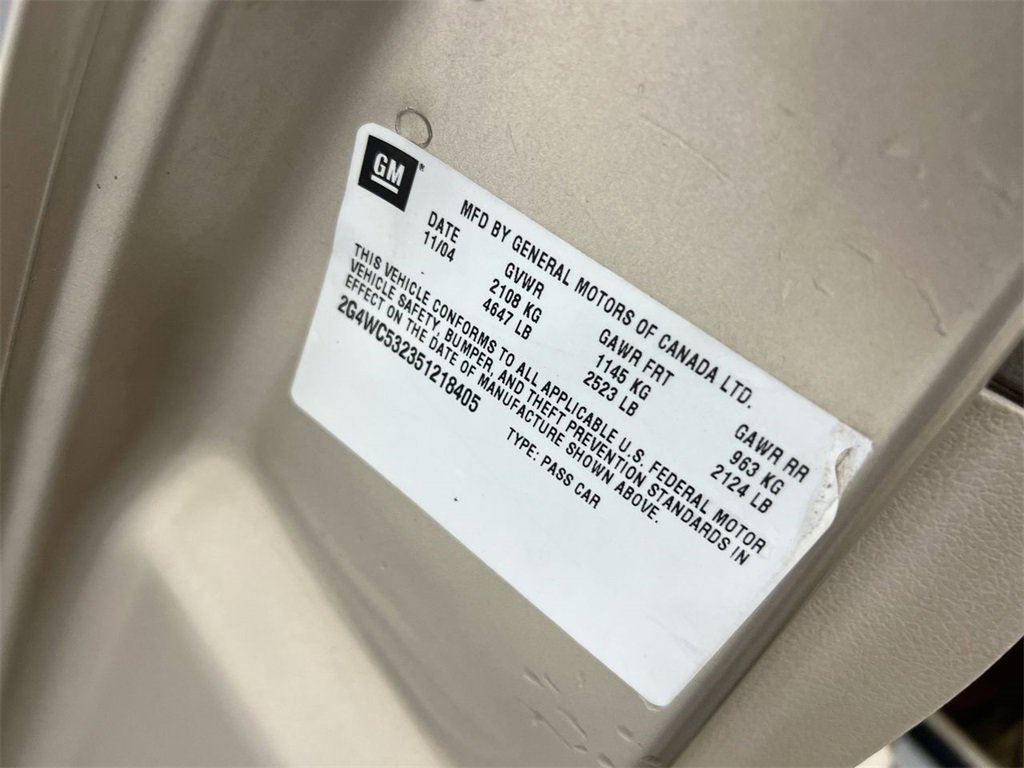 GM®
MFD BY GENERAL MOTORS OF CANADA LTD.
DATE GVWR GAWR FRT GAWR RR
11/04 2108 KG 1145 KG 963 KG
4647 LB 2523 LB 2124 LB
THIS VEHICLE CONFORMS TO ALL APPLICABLE U.S. FEDERAL MOTOR
VEHICLE SAFETY, BUMPER, AND THEFT PREVENTION STANDARDS IN
EFFECT ON THE DATE OF MANUFACTURE SHOWN ABOVE.
2G4WC532351218405 TYPE: PASS CAR